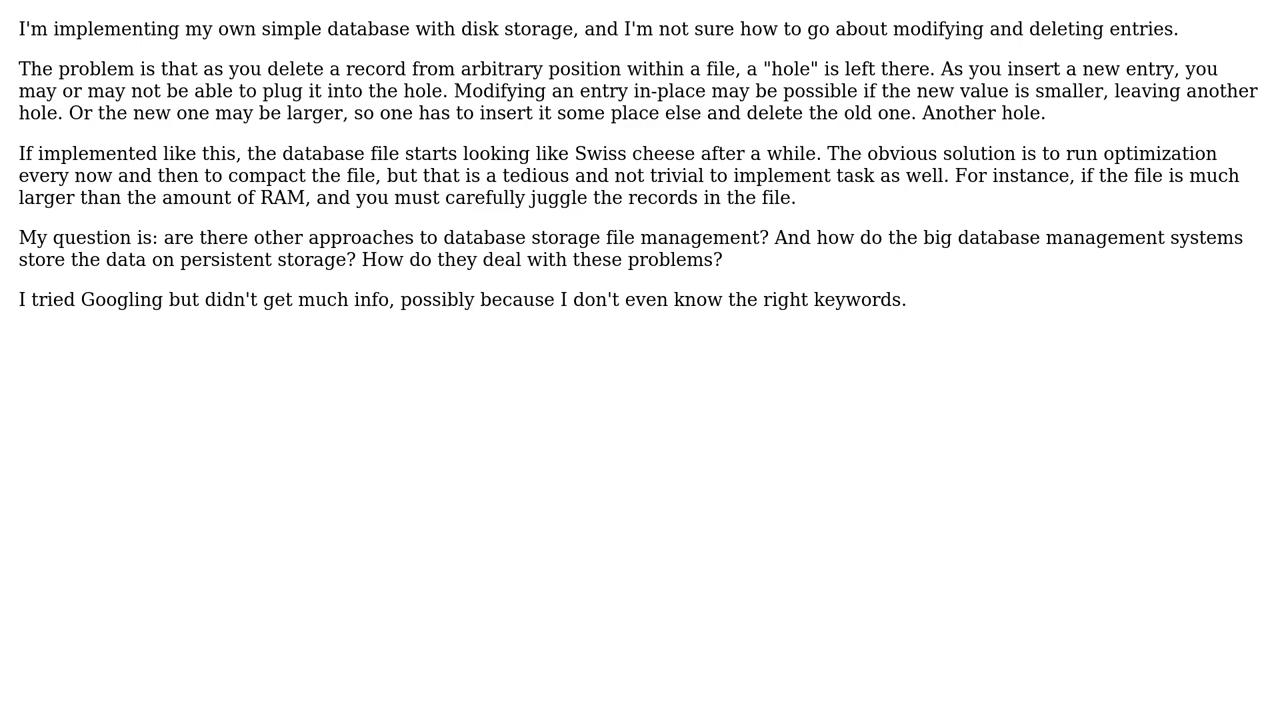 I'm implementing my own simple database with disk storage, and I'm not sure how to go about modifying and deleting entries.
The problem is that as you delete a record from arbitrary position within a file, a "hole" is left there. As you insert a new entry, you
may or may not be able to plug it into the hole. Modifying an entry in-place may be possible if the new value is smaller, leaving another
hole. Or the new one may be larger, so one has to insert it some place else and delete the old one. Another hole.
If implemented like this, the database file starts looking like Swiss cheese after a while. The obvious solution is to run optimization
every now and then to compact the file, but that is a tedious and not trivial to implement task as well. For instance, if the file is much
larger than the amount of RAM, and you must carefully juggle the records in the file.
My question is: are there other approaches to database storage file management? And how do the big database management systems
store the data on persistent storage? How do they deal with these problems?
I tried Googling but didn't get much info, possibly because I don't even know the right keywords.